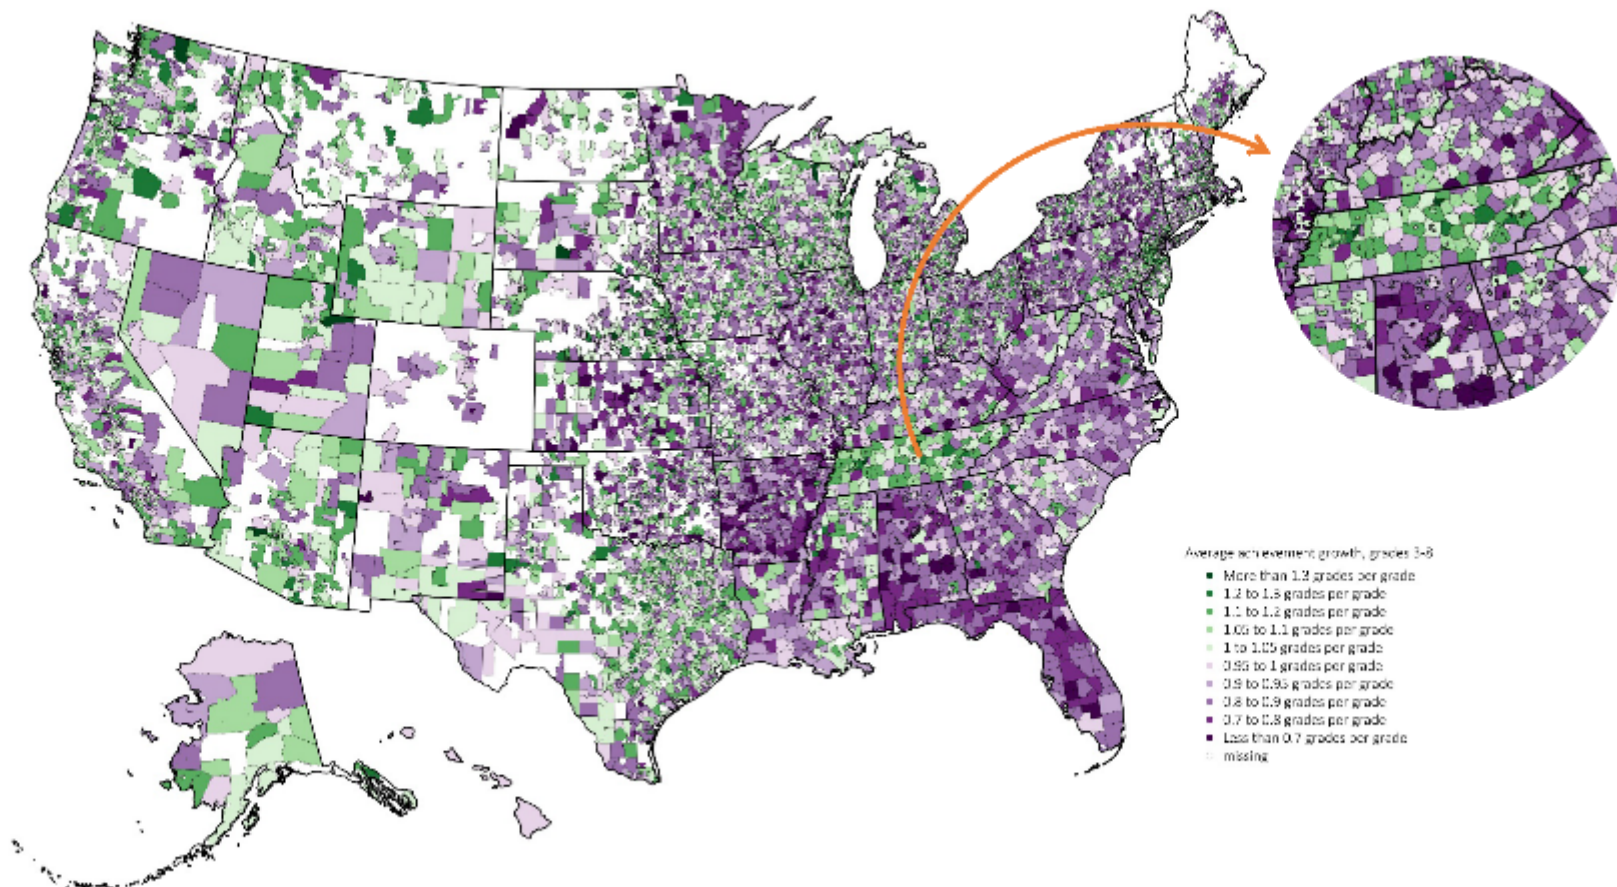 Average achievement growth, grades 3-8
More than 1.3 grades per grade
1.2 to 1.3 grades per grade
1.1 to 1.2 grades per grade
1.05 to 1.1 grades per grade
1 to 1.05 grades per grade
0.95 to 1 grades per grade
0.9 to 0.95 grades per grade
0.8 to 0.9 grades per grade
0.7 to 0.8 grades per grade
Less than 0.7 grades per grade
missing